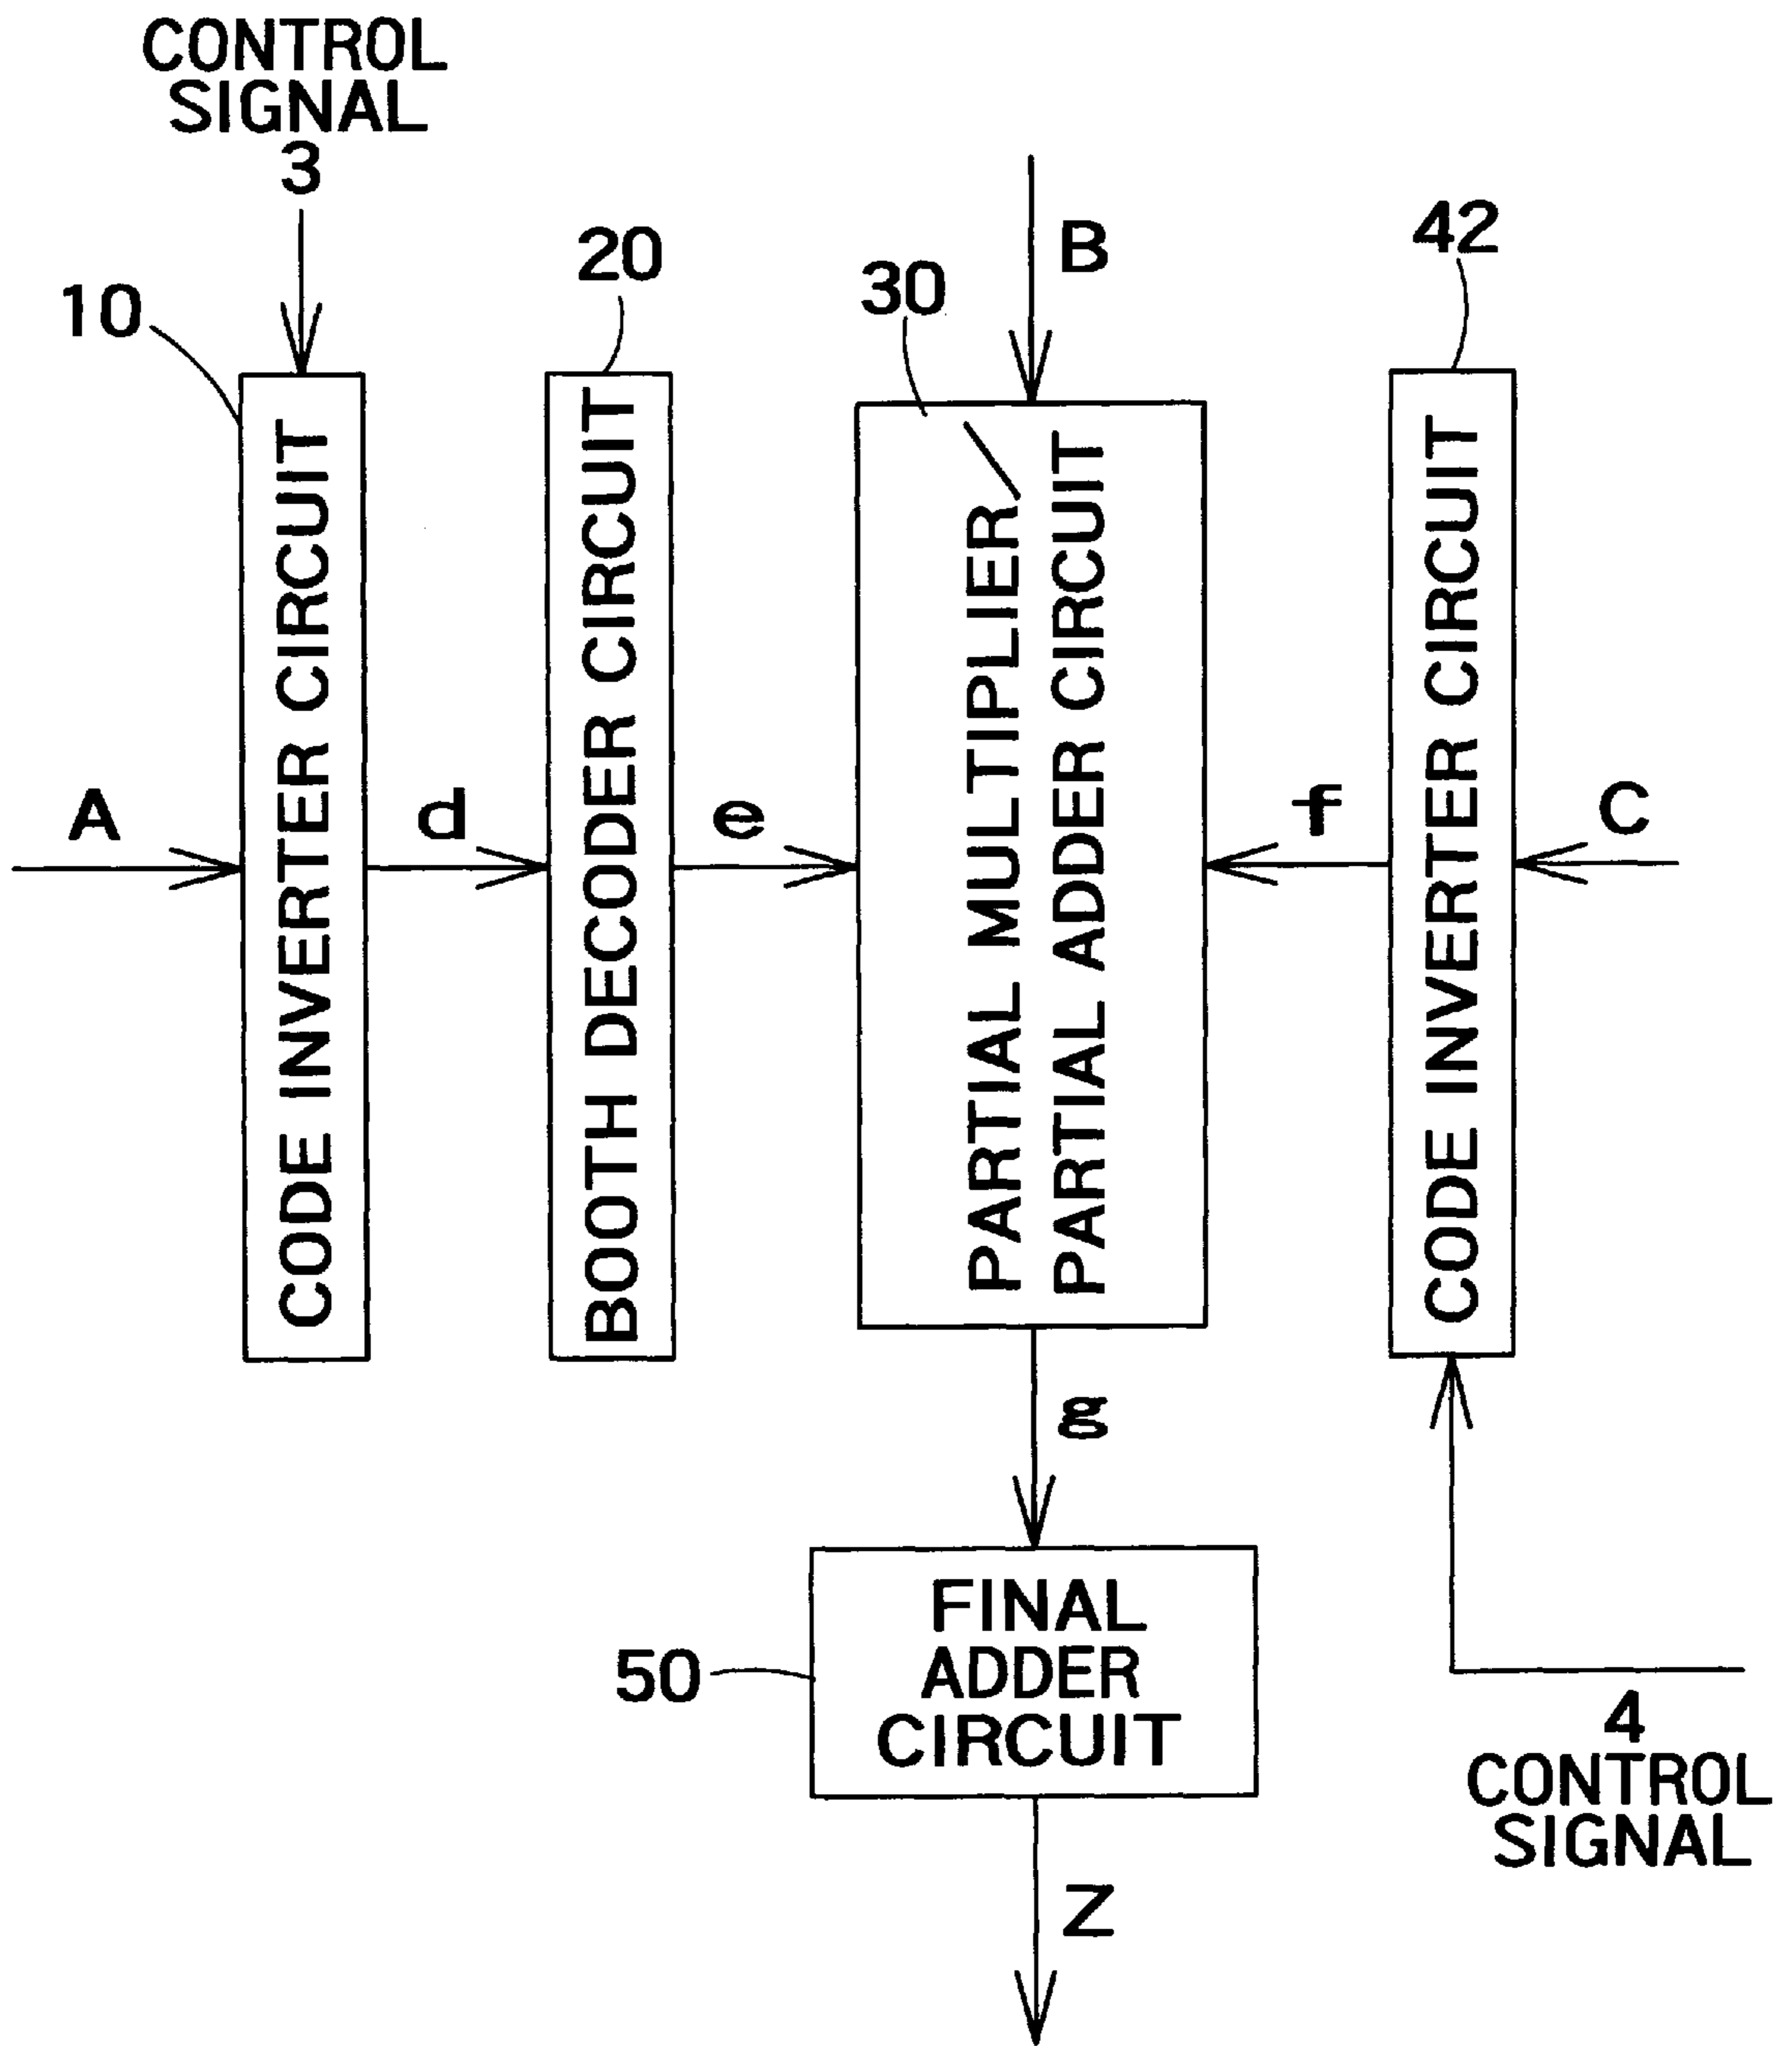 CONTROL
SIGNAL
3
10
20
30
B
42
CODE INVERTER CIRCUIT
BOOTH DECODER CIRCUIT
PARTIAL MULTIPLIER/
PARTIAL ADDER CIRCUIT
CODE INVERTER CIRCUIT
A
d
e
f
C
g
FINAL
ADDER
CIRCUIT
50
4
CONTROL
SIGNAL
Z